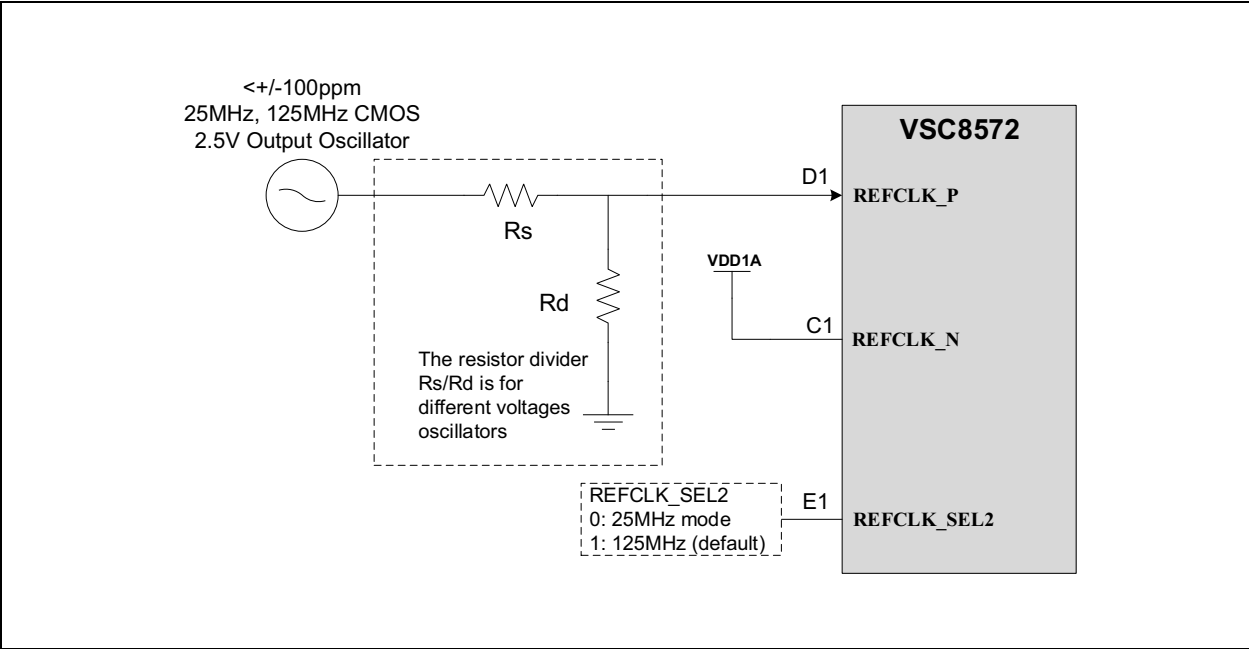 <+/-100ppm
25MHz, 125MHz CMOS
2.5V Output Oscillator
VSC8572
D1
REFCLK_P
Rs
VDD1A
Rd
C1
REFCLK_N
The resistor divider
Rs/Rd is for
different voltages
oscillators
REFCLK_SEL2
0: 25MHz mode
1: 125MHz (default)
E1
REFCLK_SEL2